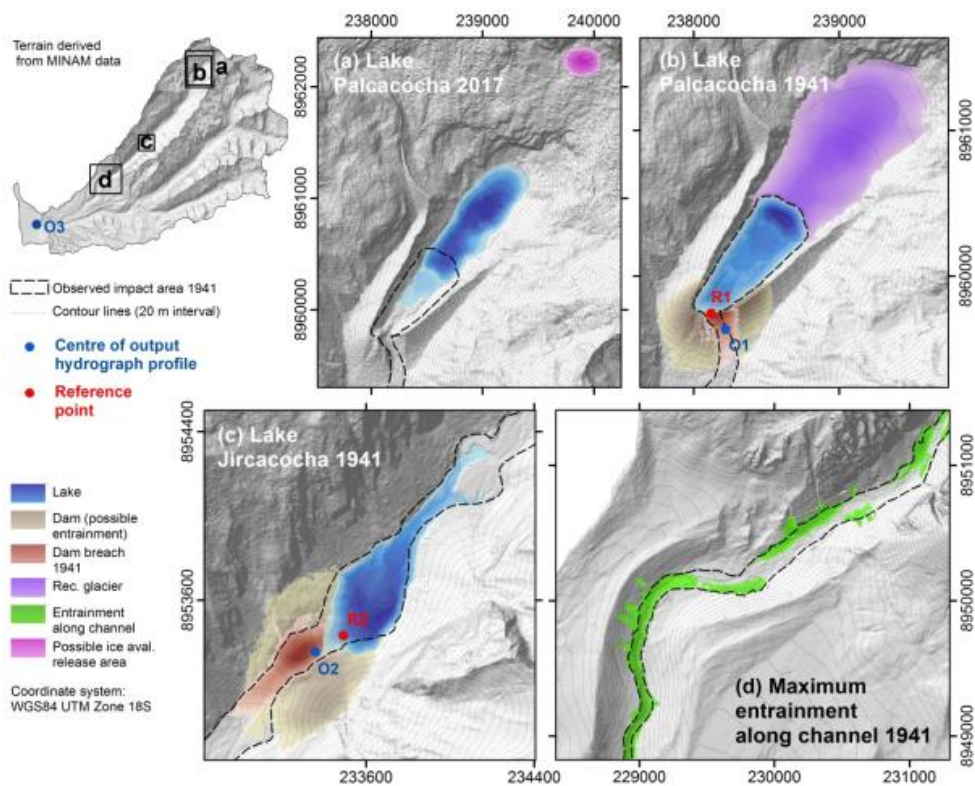 Terrain derived
from MINAM data
a
b
c
d
O3
Observed impact area 1941
Contour lines (20 m interval)
Centre of output
hydrograph profile
Reference
point
Lake
Dam (possible
entrainment)
Dam breach
1941
Rec. glacier
Entrainment
along channel
Possible ice aval.
release area
Coordinate system:
WGS84 UTM Zone 18S
238000
239000
240000
8962000
8961000
8960000
(a) Lake
Palcacocha 2017
238000
239000
8961000
8960000
(b) Lake
Palcacocha 1941
R1
O1
8954400
8953600
(c) Lake
Jircacocha 1941
R2
O2
233600
234400
8951000
8950000
8949000
(d) Maximum
entrainment
along channel 1941
229000
230000
231000